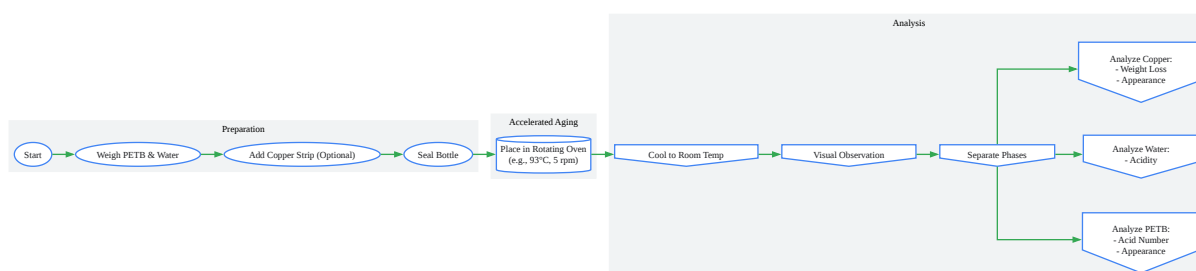 Analysis
Analyze Copper:
- Weight Loss
- Appearance
Preparation
Accelerated Aging
Start
Weigh PETB & Water
Add Copper Strip (Optional)
Seal Bottle
Place in Rotating Oven
(e.g., 93°C, 5 rpm)
Cool to Room Temp
Visual Observation
Separate Phases
Analyze Water:
- Acidity
Analyze PETB:
- Acid Number
- Appearance